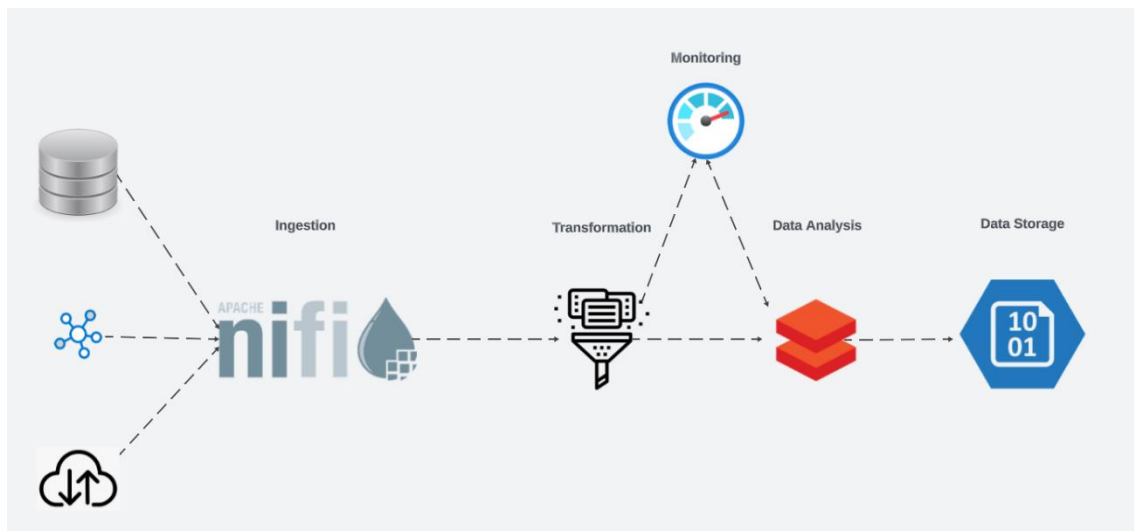 Monitoring
Ingestion
Transformation
Data Analysis
Data Storage
APACHE
nifi
10
01